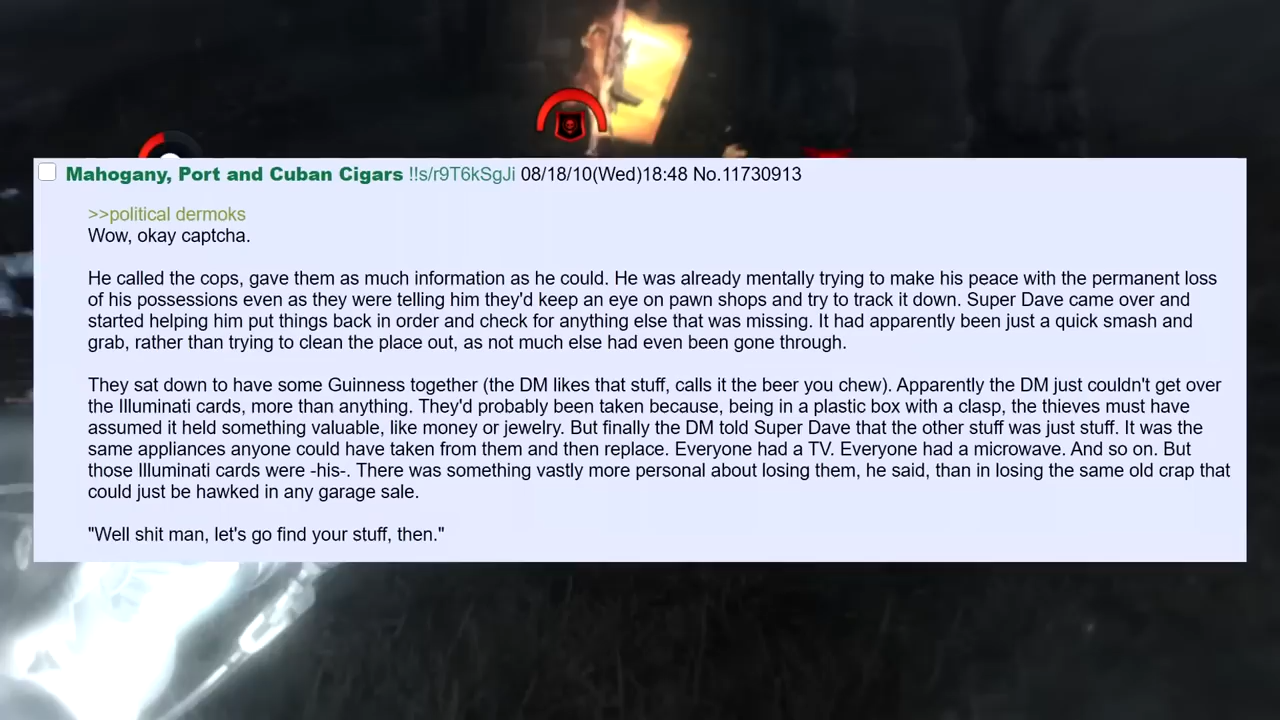 Mahogany, Port and Cuban Cigars !!s/r9T6kSgJi 08/18/10(Wed)18:48 No.11730913
>>political dermoks
Wow, okay captcha.
He called the cops, gave them as much information as he could. He was already mentally trying to make his peace with the permanent loss
of his possessions even as they were telling him they'd keep an eye on pawn shops and try to track it down. Super Dave came over and
started helping him put things back in order and check for anything else that was missing. It had apparently been just a quick smash and
grab, rather than trying to clean the place out, as not much else had even been gone through.
They sat down to have some Guinness together (the DM likes that stuff, calls it the beer you chew). Apparently the DM just couldn't get over
the Illuminati cards, more than anything. They'd probably been taken because, being in a plastic box with a clasp, the thieves must have
assumed it held something valuable, like money or jewelry. But finally the DM told Super Dave that the other stuff was just stuff. It was the
same appliances anyone could have taken from them and then replace. Everyone had a TV. Everyone had a microwave. And so on. But
those Illuminati cards were -his-. There was something vastly more personal about losing them, he said, than in losing the same old crap that
could just be hawked in any garage sale.
"Well shit man, let's go find your stuff, then."